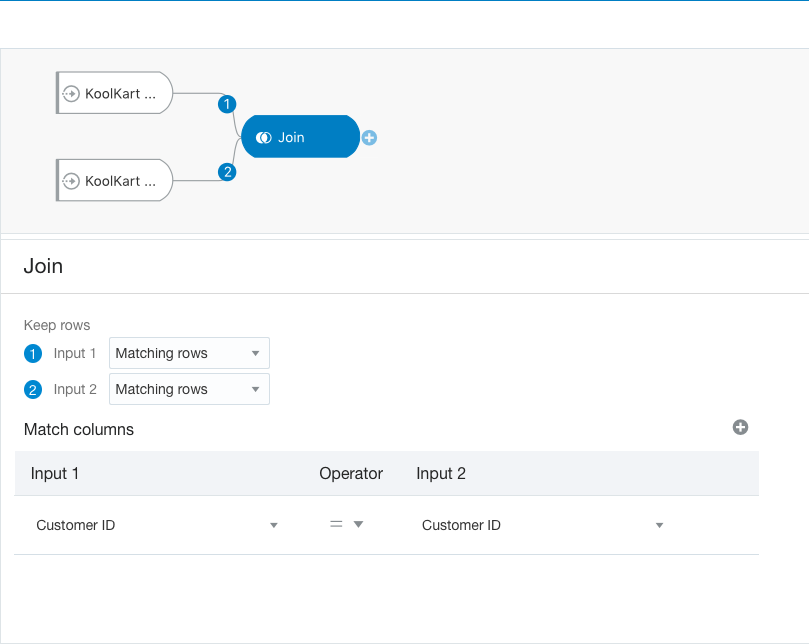 KoolKart ...
1
Join
2
KoolKart ...
Join
Keep rows
1 Input 1 Matching rows
2 Input 2 Matching rows
Match columns
Input 1 Operator Input 2
Customer ID = Customer ID